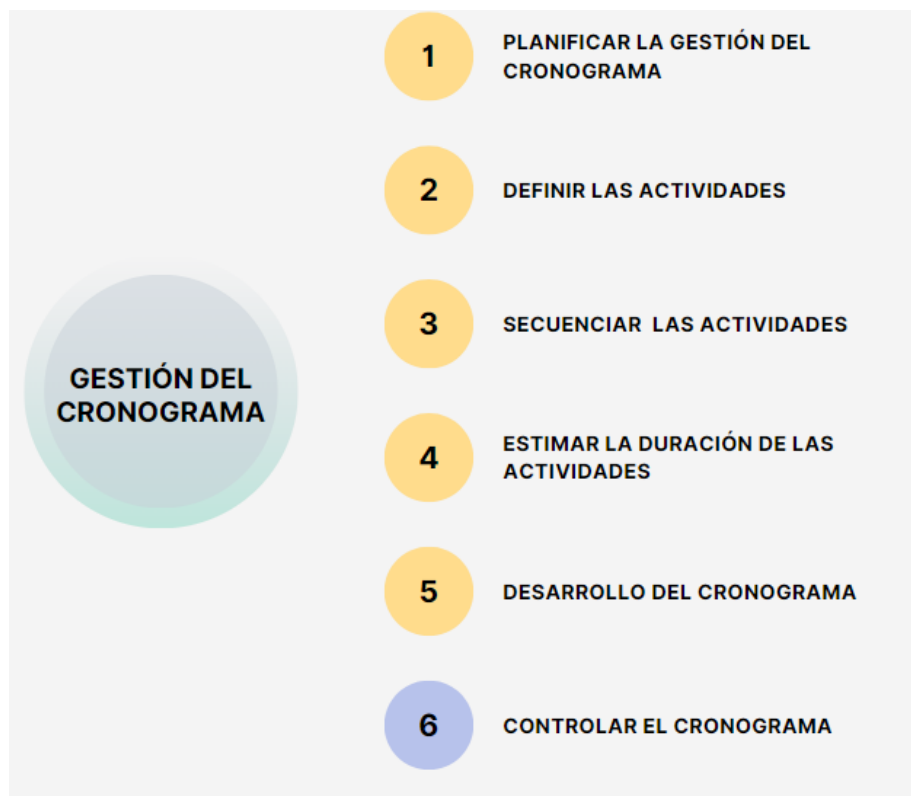 GESTIÓN DEL
CRONOGRAMA
1
PLANIFICAR LA GESTIÓN DEL
CRONOGRAMA
2
DEFINIR LAS ACTIVIDADES
3
SECUENCIAR LAS ACTIVIDADES
4
ESTIMAR LA DURACIÓN DE LAS
ACTIVIDADES
5
DESARROLLO DEL CRONOGRAMA
6
CONTROLAR EL CRONOGRAMA